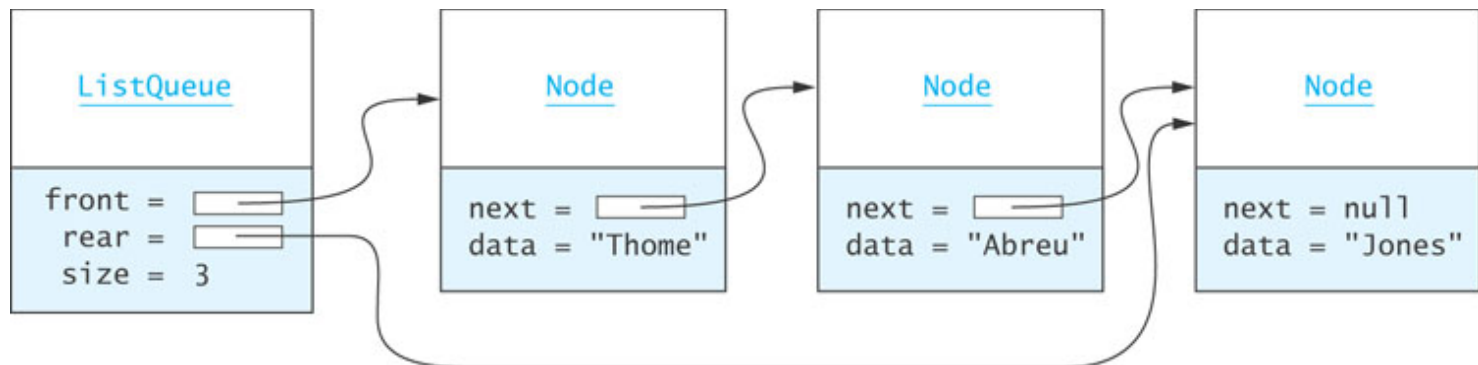 ListQueue
front =
rear =
size = 3
Node
next =
data = "Thome"
Node
next =
data = "Abreu"
Node
next = null
data = "Jones"